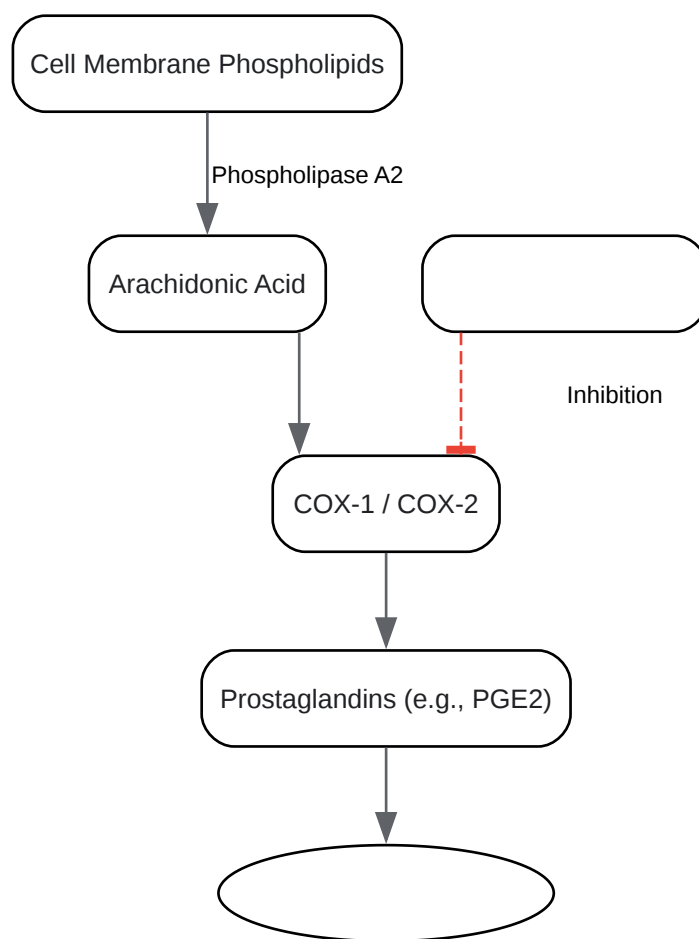 Cell Membrane Phospholipids
Phospholipase A2
Arachidonic Acid
Inhibition
COX-1 / COX-2
Prostaglandins (e.g., PGE2)